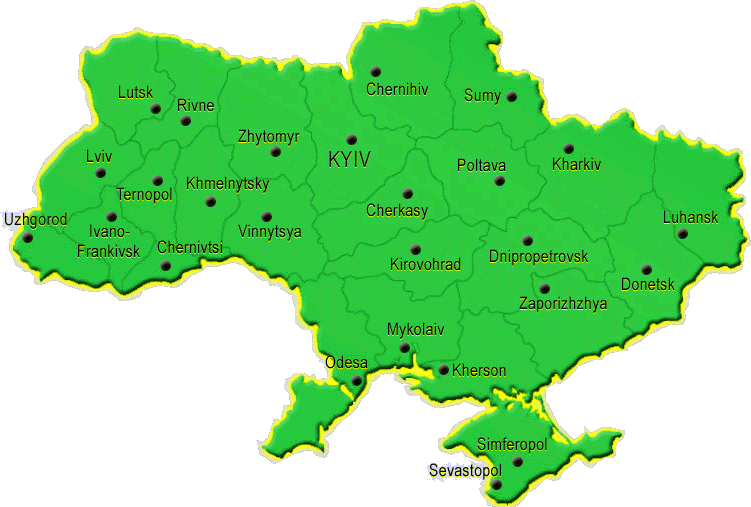 Chernihiv
Lutsk
Rivne
Sumy
Zhytomyr
KYIV
Lviv
Poltava
Kharkiv
Ternopol
Khmelnytsky
Cherkasy
Uzhgorod
Ivano-
Frankivsk
Vinnytsya
Luhansk
Chernivtsi
Kirovohrad
Dnipropetrovsk
Donetsk
Zaporizhzhya
Mykolaiv
Odesa
Kherson
Simferopol
Sevastopol